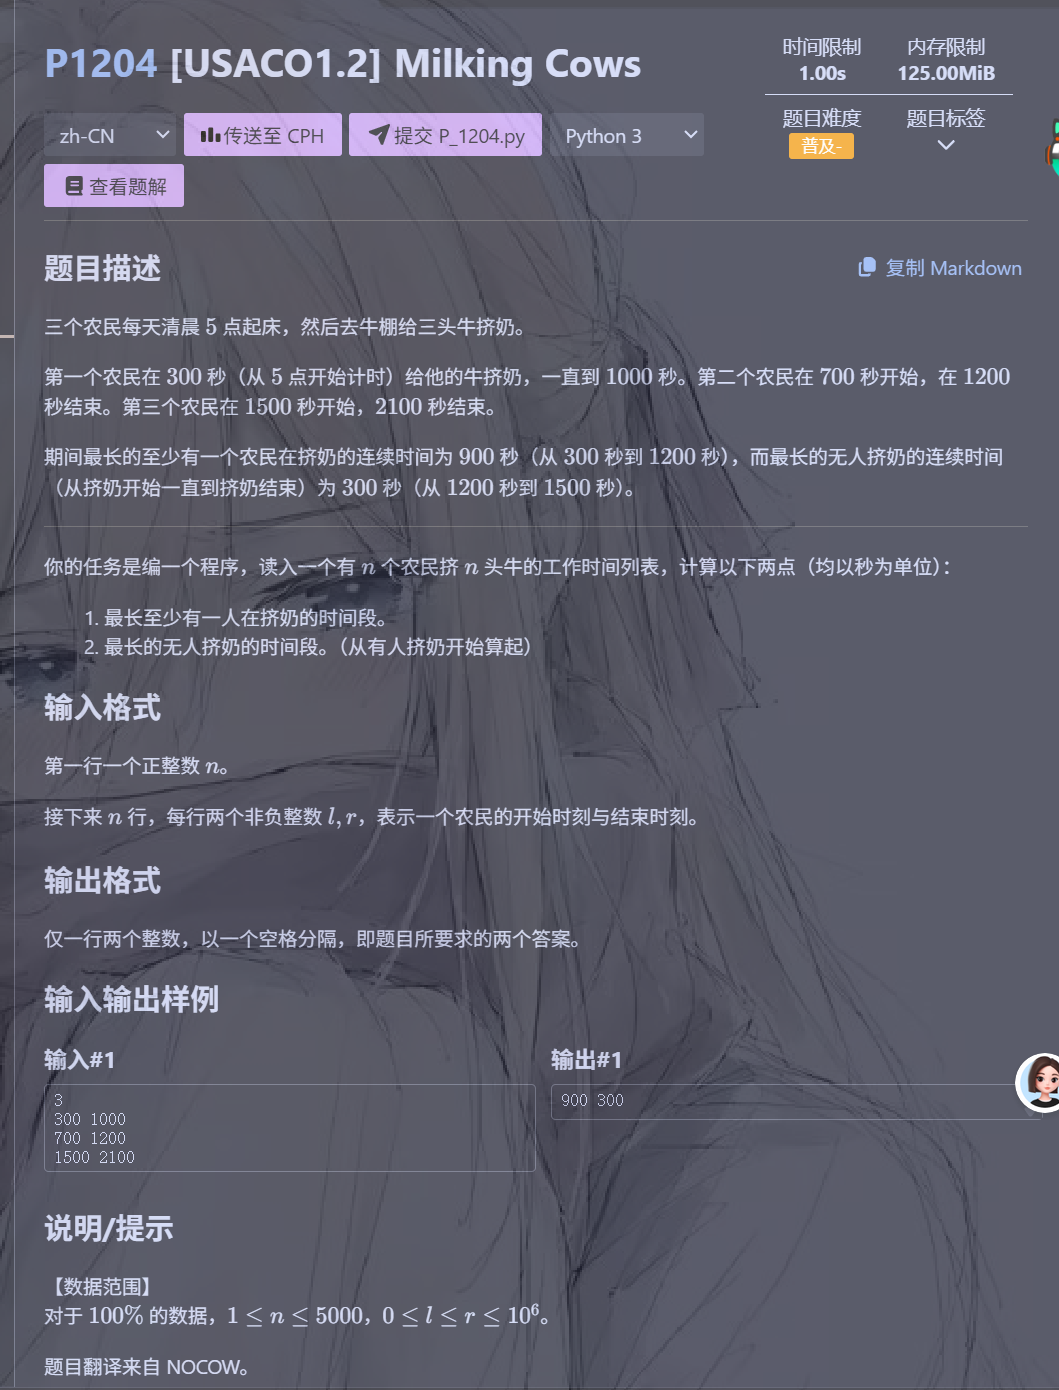 P1204 [USACO1.2] Milking Cows
时间限制 内存限制
1.00s 125.00MiB
题目难度 题目标签
普及-
zh-CN 传送至 CPH 提交 P_1204.py Python 3
查看题解
题目描述
复制 Markdown
三个农民每天清晨 5 点起床，然后去牛棚给三头牛挤奶。
第一个农民在 300 秒（从 5 点开始计时）给他的牛挤奶，一直到 1000 秒。第二个农民在 700 秒开始，在 1200
秒结束。第三个农民在 1500 秒开始，2100 秒结束。
期间最长的至少有一个农民在挤奶的连续时间为 900 秒（从 300 秒到 1200 秒），而最长的无人挤奶的连续时间
（从挤奶开始一直到挤奶结束）为 300 秒（从 1200 秒到 1500 秒）。
你的任务是编一个程序，读入一个有 n 个农民挤 n 头牛的工作时间列表，计算以下两点（均以秒为单位）：
1. 最长至少有一人在挤奶的时间段。
2. 最长的无人挤奶的时间段。（从有人挤奶开始算起）
输入格式
第一行一个正整数 n。
接下来 n 行，每行两个非负整数 l, r，表示一个农民的开始时刻与结束时刻。
输出格式
仅一行两个整数，以一个空格分隔，即题目所要求的两个答案。
输入输出样例
输入#1
3
300 1000
700 1200
1500 2100
输出#1
900 300
说明/提示
【数据范围】
对于 100% 的数据，1 ≤ n ≤ 5000，0 ≤ l ≤ r ≤ 10⁶。
题目翻译来自 NOCOW。